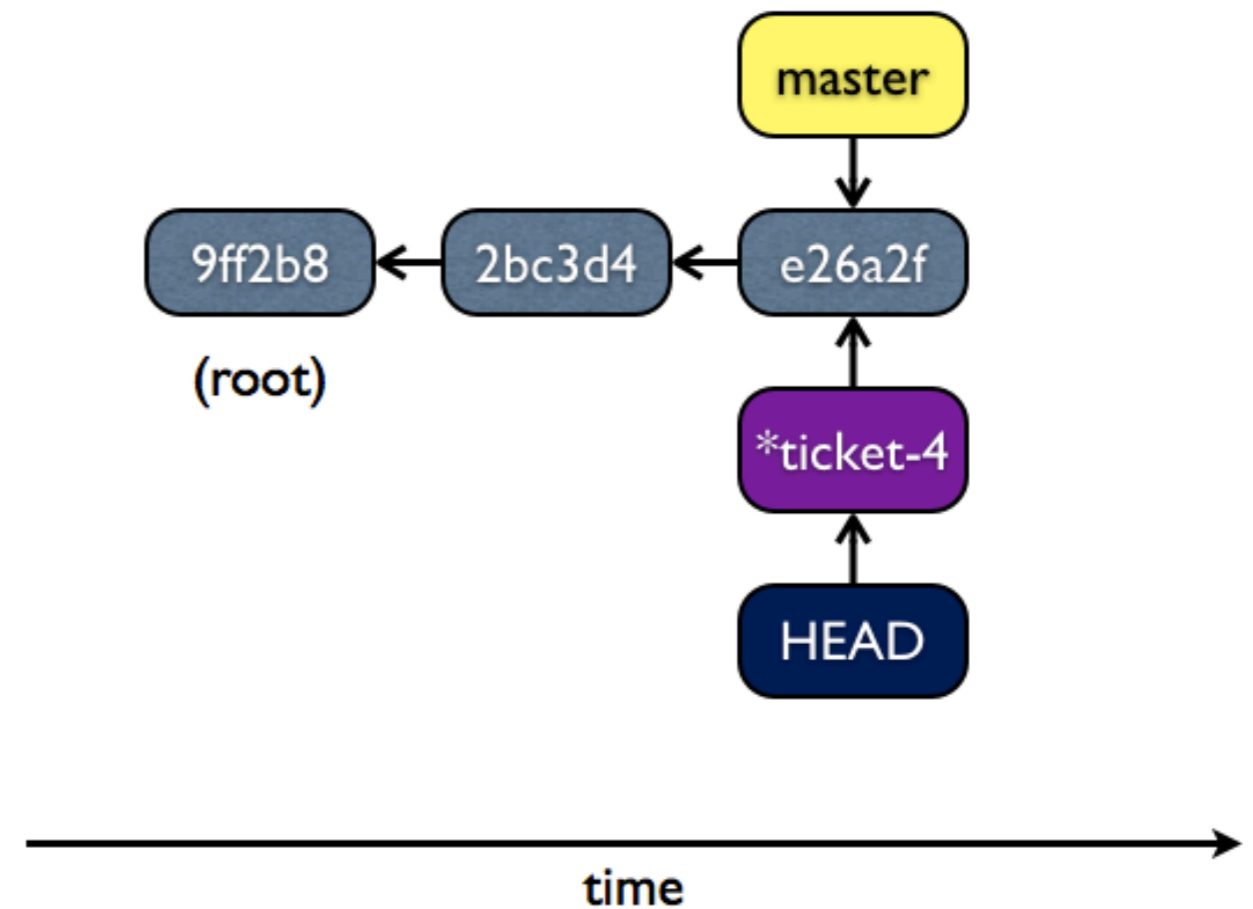 master
9ff2b8
2bc3d4
e26a2f
(root)
*ticket-4
HEAD
time